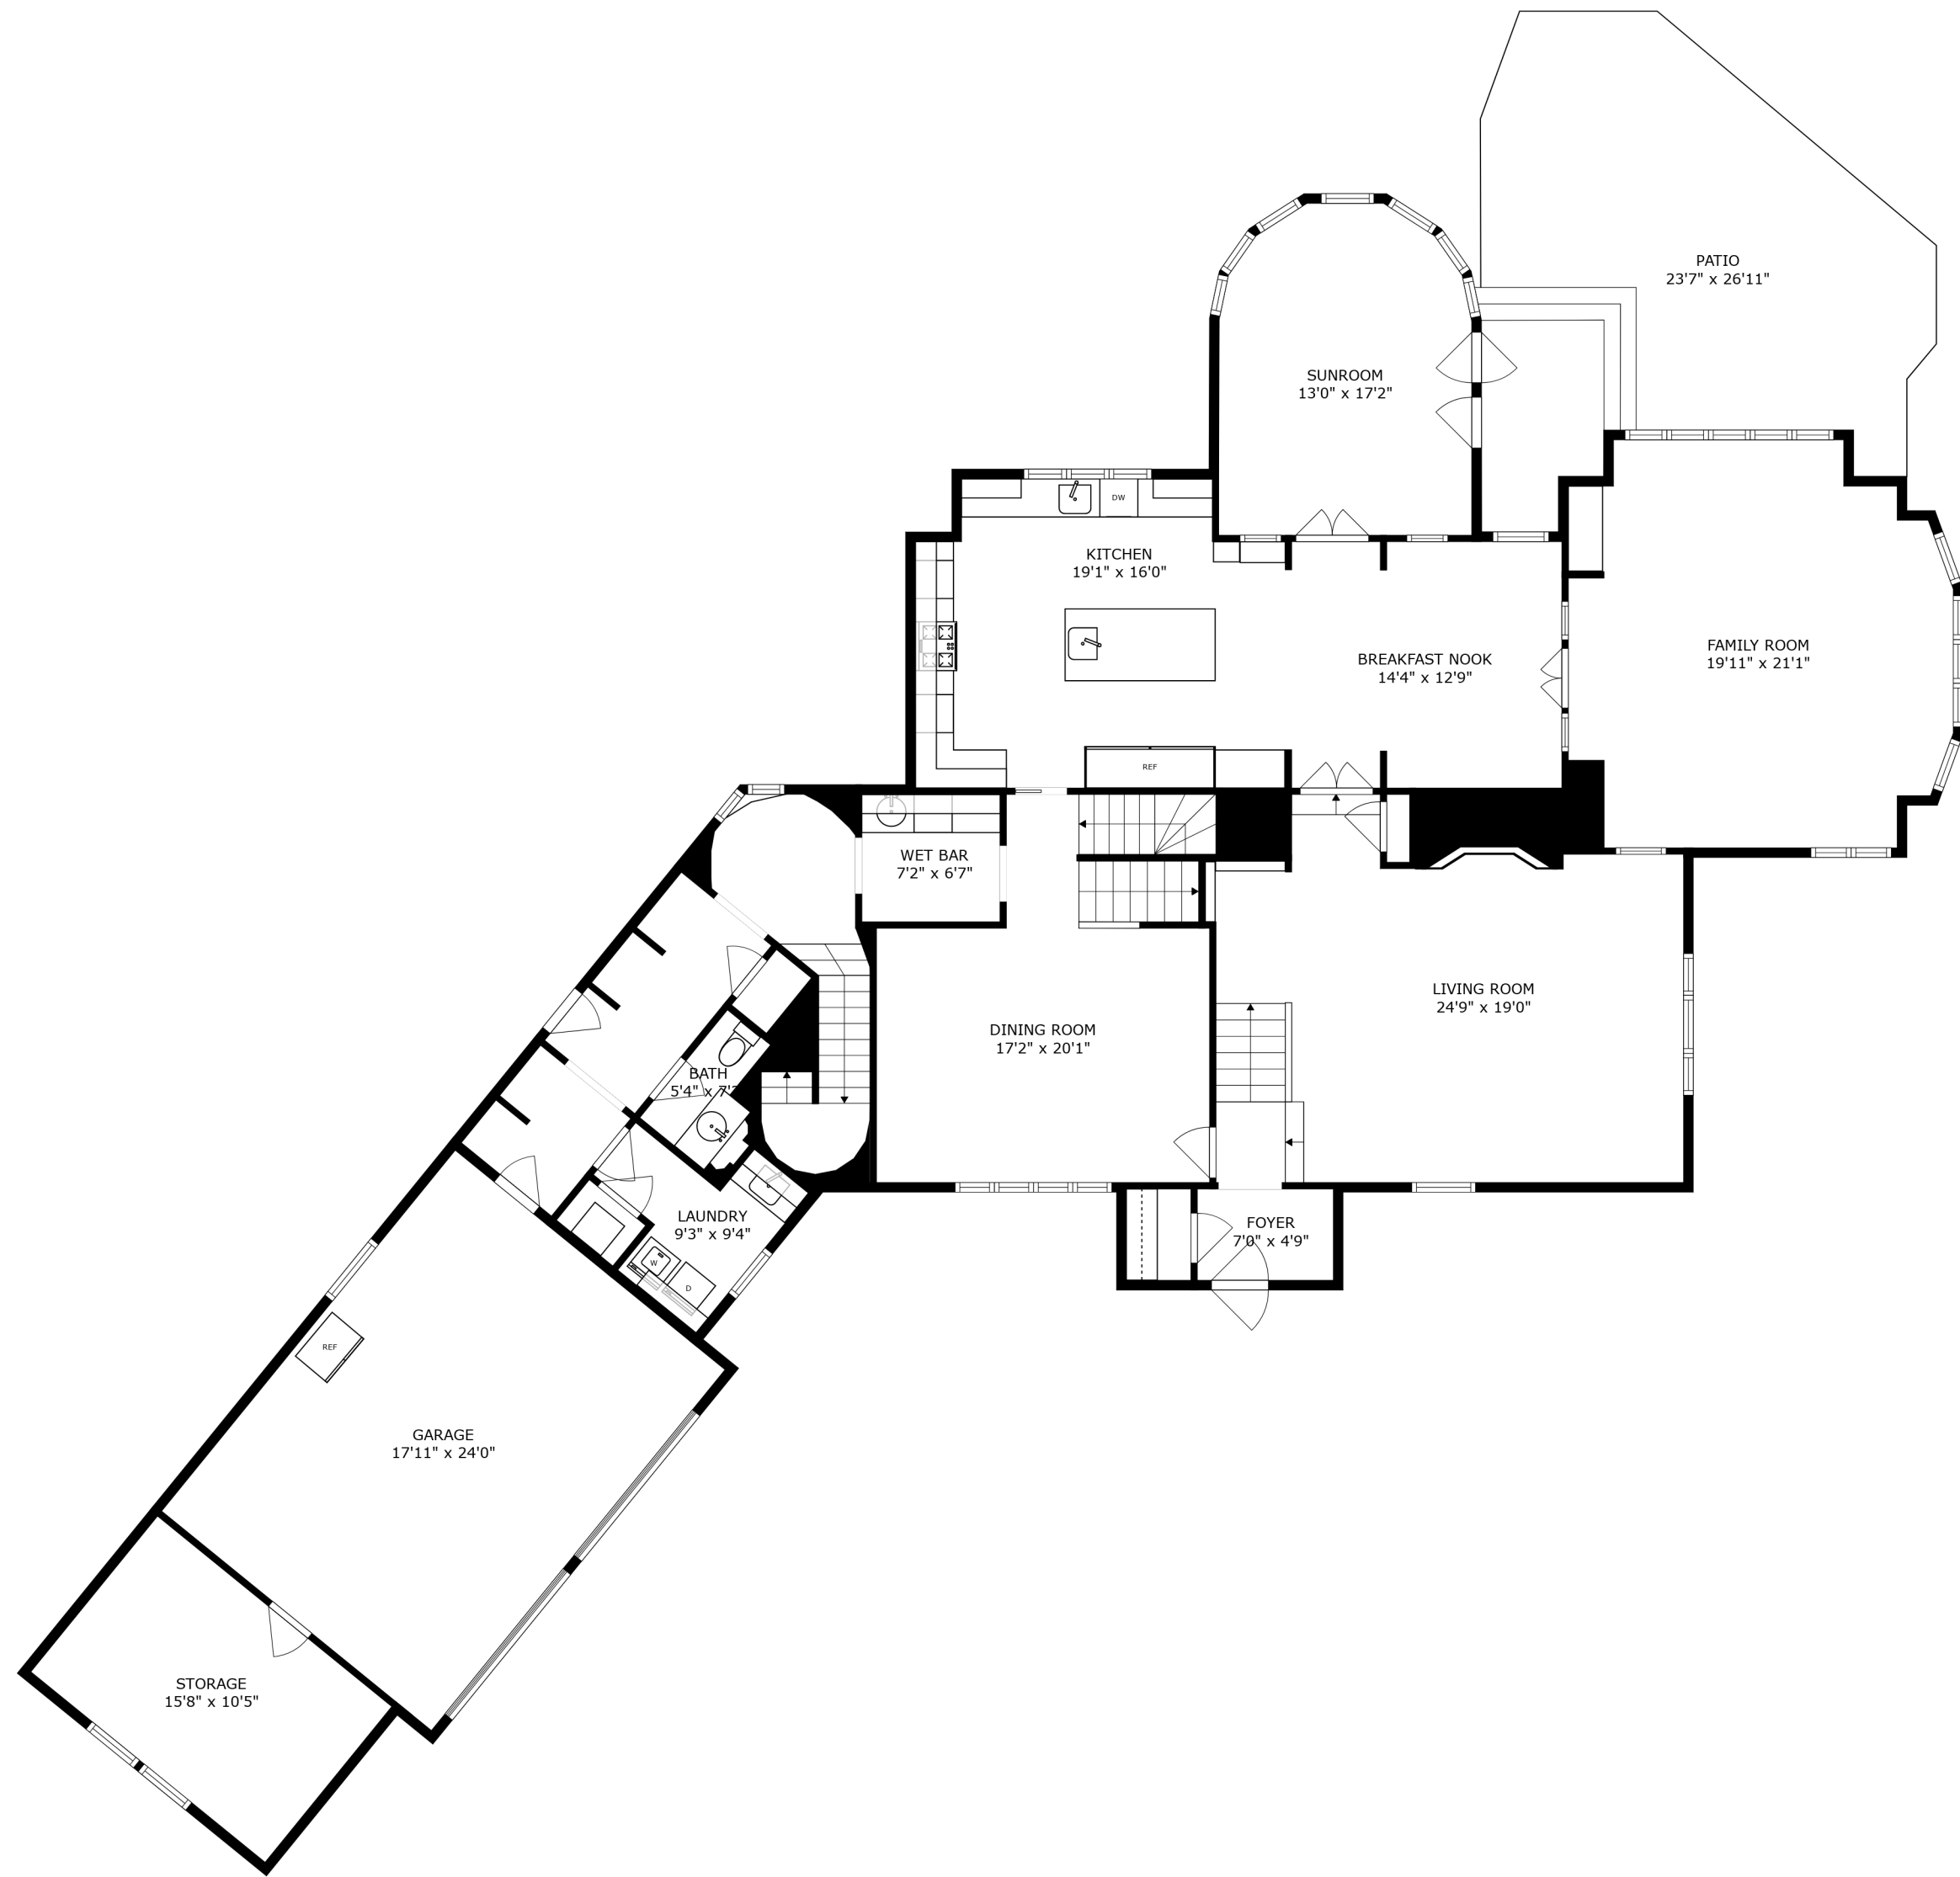 PATIO
23'7" x 26'11"
SUNROOM
13'0" x 17'2"
DW
KITCHEN
19'1" x 16'0"
FAMILY ROOM
19'11" x 21'1"
BREAKFAST NOOK
14'4" x 12'9"
REF
WET BAR
7'2" x 6'7"
LIVING ROOM
24'9" x 19'0"
DINING ROOM
17'2" x 20'1"
BATH
5'4" x 7'
LAUNDRY
9'3" x 9'4"
FOYER
7'0" x 4'9"
W
D
REF
GARAGE
17'11" x 24'0"
STORAGE
15'8" x 10'5"